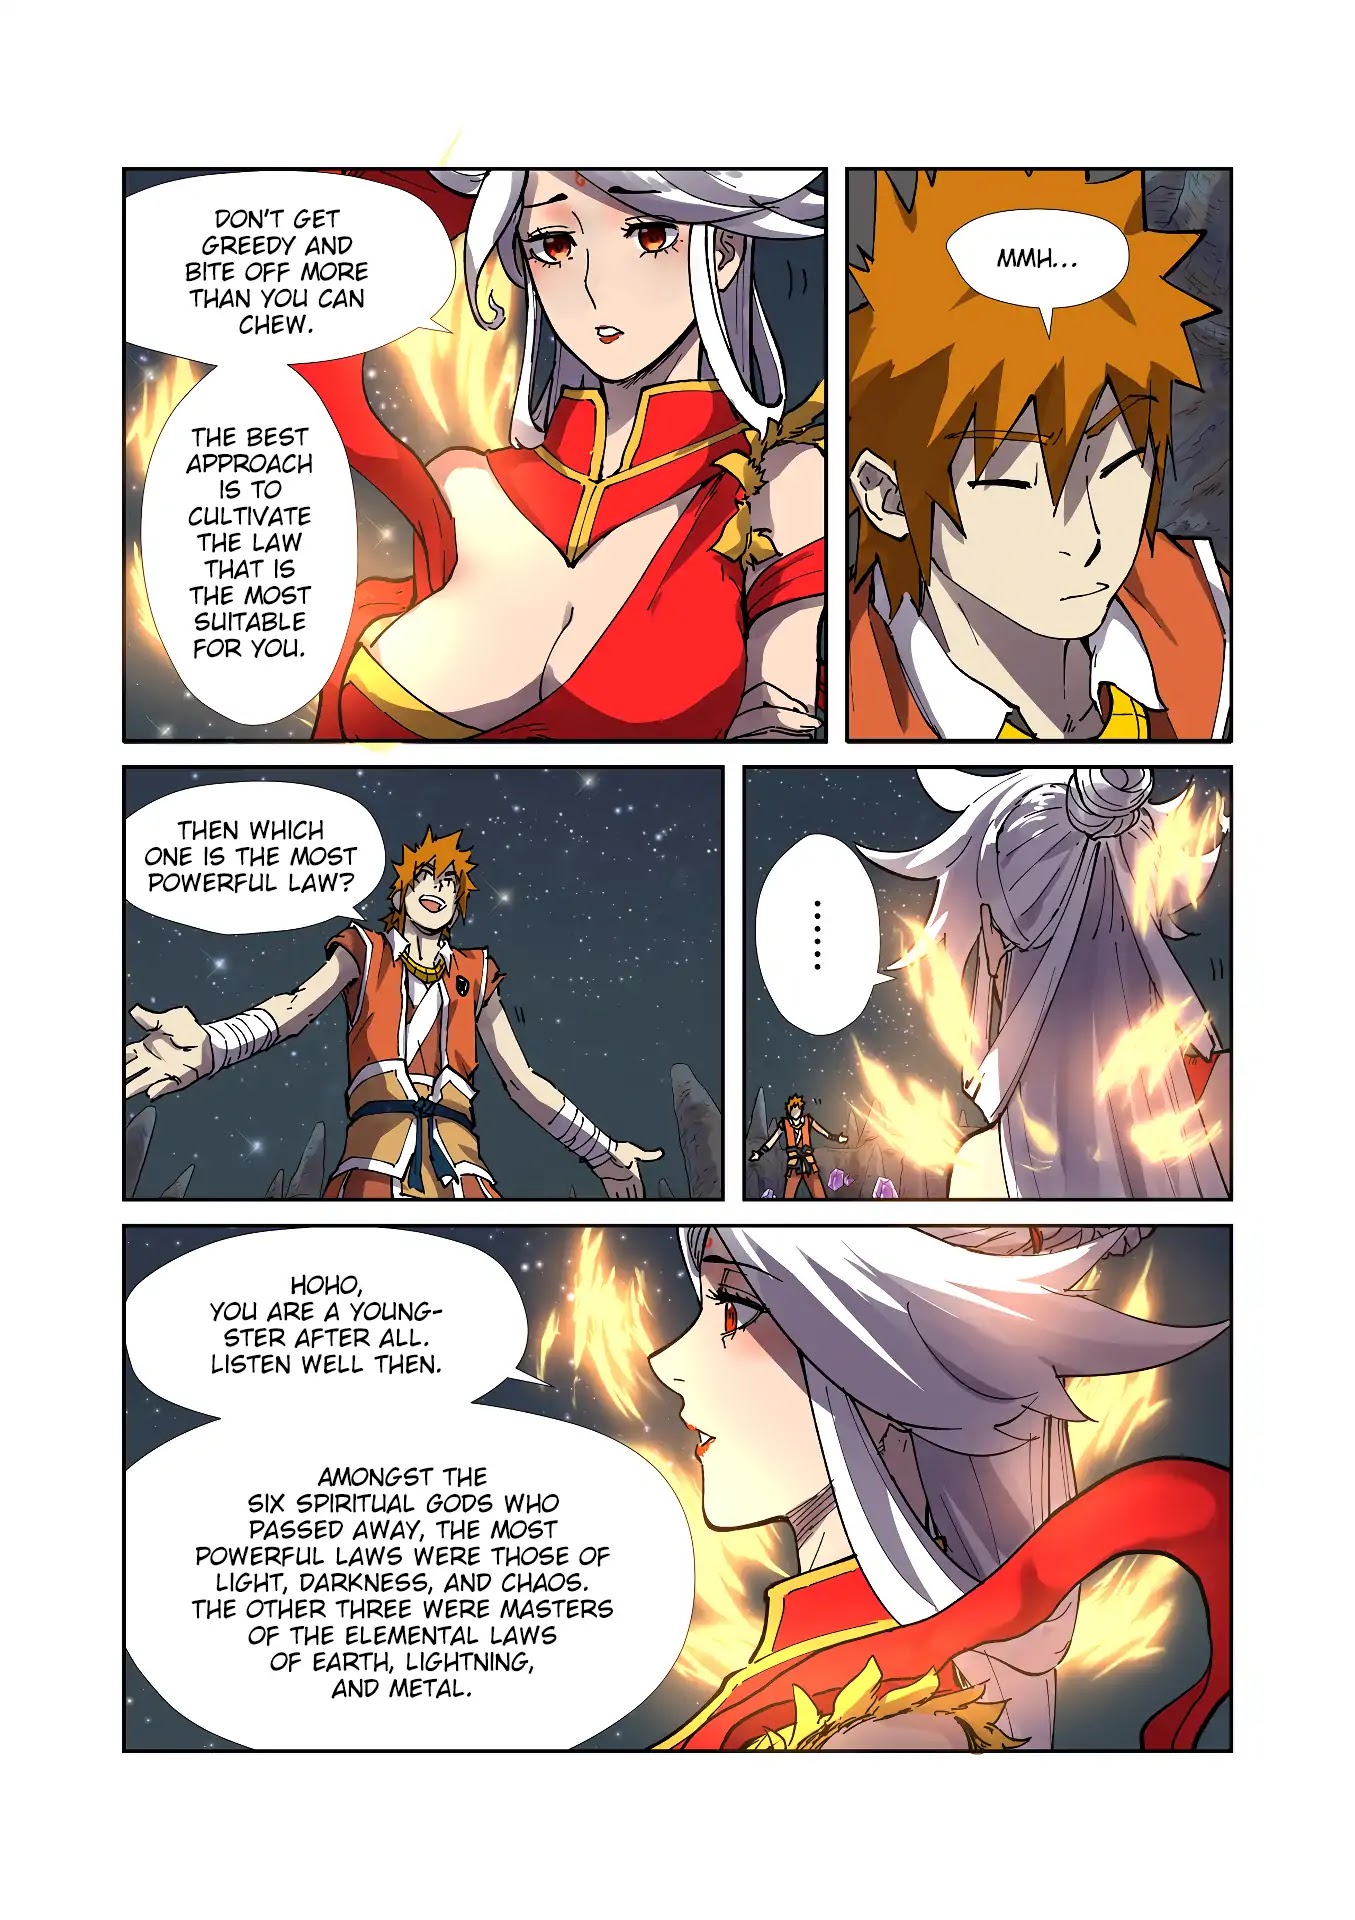 DON'T GET
GREEDY AND
BITE OFF MORE
THAN YOU CAN
CHEW.
THE BEST
APPROACH
IS TO
CULTIVATE
THE LAW
THAT IS
THE MOST
SUITABLE
FOR YOU.
MMH...
THEN WHICH
ONE IS THE MOST
POWERFUL LAW?
......
HOHO,
YOU ARE A YOUNG-
STER AFTER ALL.
LISTEN WELL THEN.
AMONGST THE
SIX SPIRITUAL GODS WHO
PASSED AWAY, THE MOST
POWERFUL LAWS WERE THOSE OF
LIGHT, DARKNESS, AND CHAOS.
THE OTHER THREE WERE MASTERS
OF THE ELEMENTAL LAWS
OF EARTH, LIGHTNING,
AND METAL.